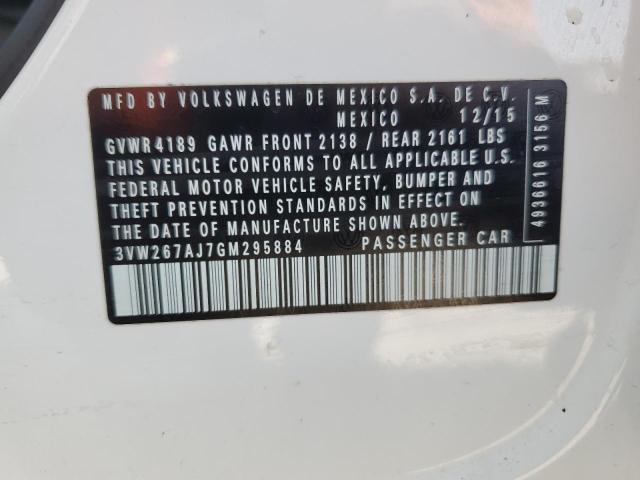 MFD BY VOLKSWAGEN DE MEXICO S.A. DE C.V.
MEXICO 12/15
GVWR 4189 GAWR FRONT 2138 / REAR 2161 LBS
THIS VEHICLE CONFORMS TO ALL APPLICABLE U.S.
FEDERAL MOTOR VEHICLE SAFETY, BUMPER AND
THEFT PREVENTION STANDARDS IN EFFECT ON
THE DATE OF MANUFACTURE SHOWN ABOVE.
3VW267AJ7GM295884 PASSENGER CAR
4936616 3156 M